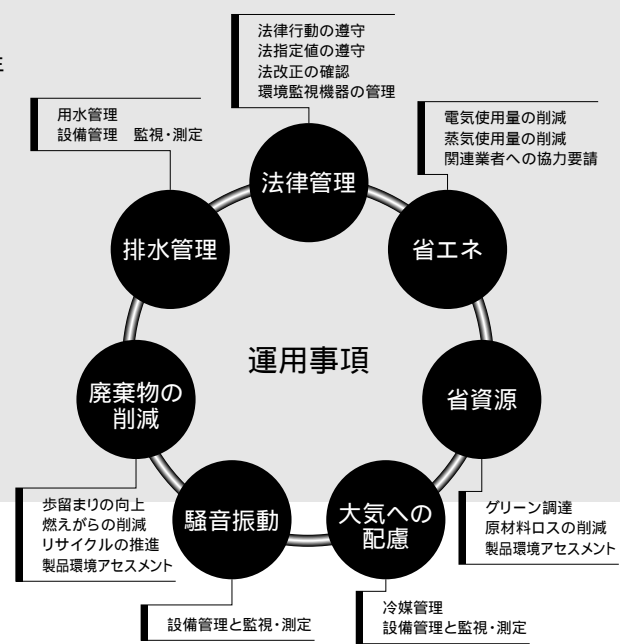 法律行動の遵守
法指定値の遵守
法改正の確認
環境監視機器の管理
用水管理
設備管理　監視・測定
電気使用量の削減
蒸気使用量の削減
関連業者への協力要請
法律管理
排水管理
省エネ
運用事項
廃棄物の
削減
省資源
騒音振動
大気への
配慮
歩留まりの向上
燃えがらの削減
リサイクルの推進
製品環境アセスメント
グリーン調達
原材料ロスの削減
製品環境アセスメント
設備管理と監視・測定
冷媒管理
設備管理と監視・測定